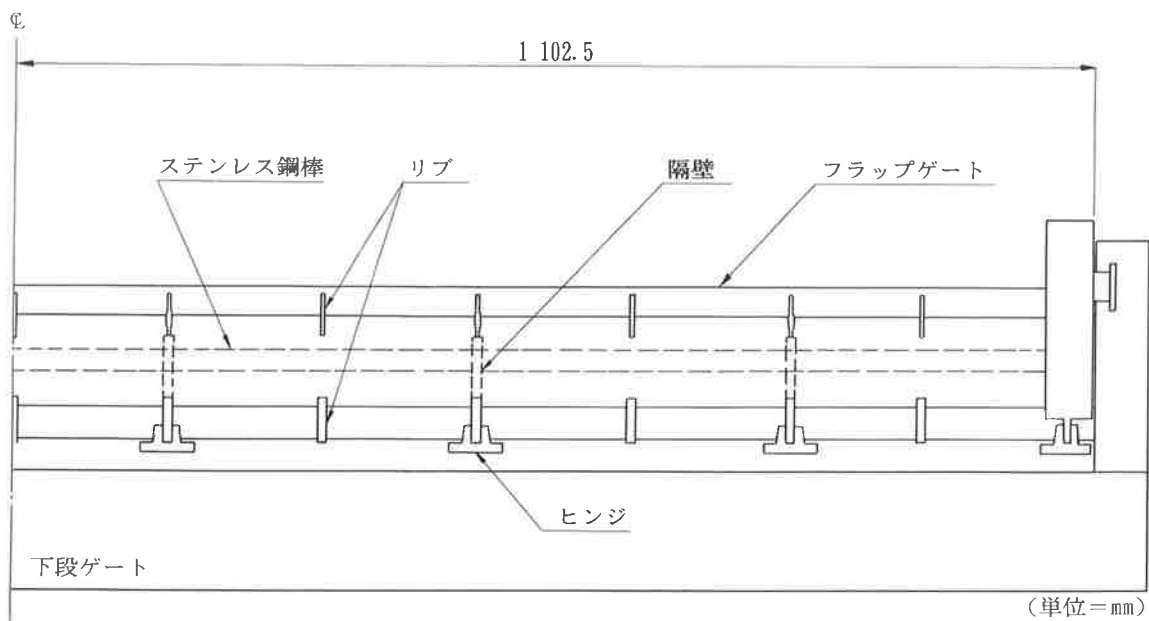 ℄
1 102.5
ステンレス鋼棒
リブ
隔壁
フラップゲート
ヒンジ
下段ゲート
(単位=mm)